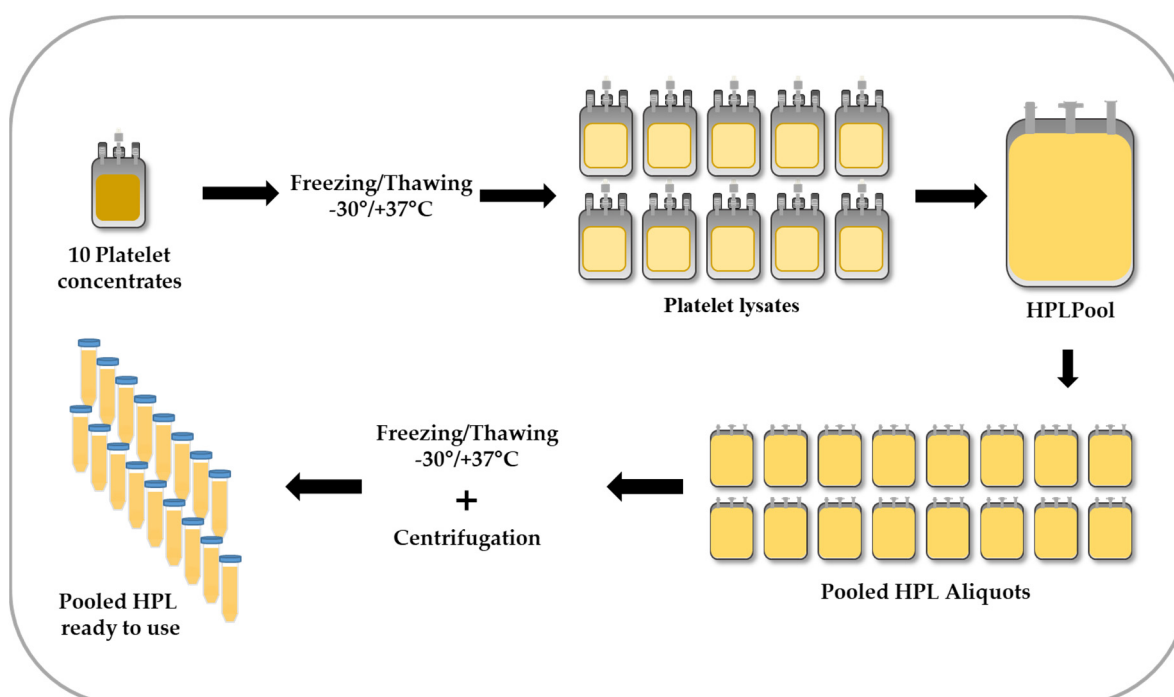 10 Platelet
concentrates
Freezing/Thawing
-30°/+37°C
Platelet lysates
HPLPool
Pooled HPL Aliquots
Freezing/Thawing
-30°/+37°C
+
Centrifugation
Pooled HPL
ready to use